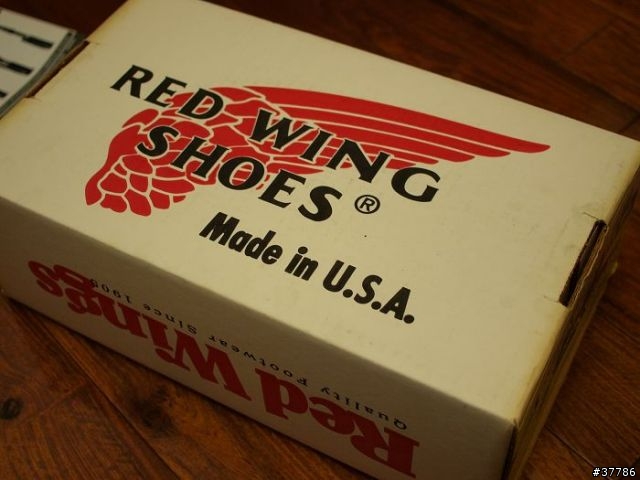 RED WING
SHOES®
Made in U.S.A.
Red Wings
Quality Footwear Since 1905
#37786